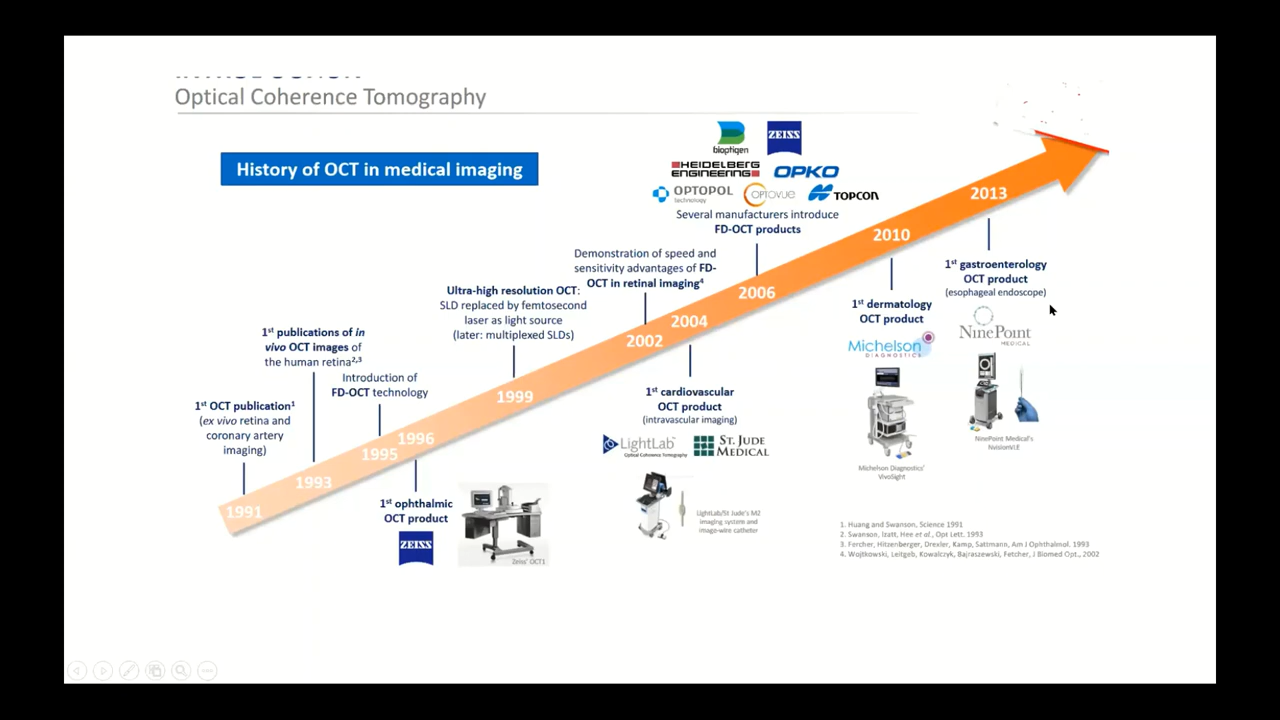 Optical Coherence Tomography
History of OCT in medical imaging
bioptigen
ZEISS
HEIDELBERG
ENGINEERING
OPKO
OPTOPOL
technology
OPTOVUE
TOPCON
Several manufacturers introduce
FD-OCT products
2013
2010
2006
2004
2002
1999
1996
1995
1993
1991
1st gastroenterology
OCT product
(esophageal endoscope)
NinePoint
MEDICAL
NinePoint Medical's
NvisionVLE
1st dermatology
OCT product
Michelson
DIAGNOSTICS
Michelson Diagnostics'
VivoSight
Demonstration of speed and
sensitivity advantages of FD-
OCT in retinal imaging4
Ultra-high resolution OCT:
SLD replaced by femtosecond
laser as light source
(later: multiplexed SLDs)
1st publications of in
vivo OCT images of
the human retina2,3
Introduction of
FD-OCT technology
1st OCT publication1
(ex vivo retina and
coronary artery
imaging)
1st cardiovascular
OCT product
(intravascular imaging)
LightLab
Optical Coherence Tomography
ST. JUDE
MEDICAL
LightLab/St Jude's M2
imaging system and
image-wire catheter
1st ophthalmic
OCT product
ZEISS
Zeiss' OCT1
1. Huang and Swanson, Science 1991
2. Swanson, Izatt, Hee et al., Opt Lett. 1993
3. Fercher, Hitzenberger, Drexler, Kamp, Sattmann, Am J Ophthalmol. 1993
4. Wojtkowski, Leitgeb, Kowalczyk, Bajraszewski, Fetcher, J Biomed Opt., 2002